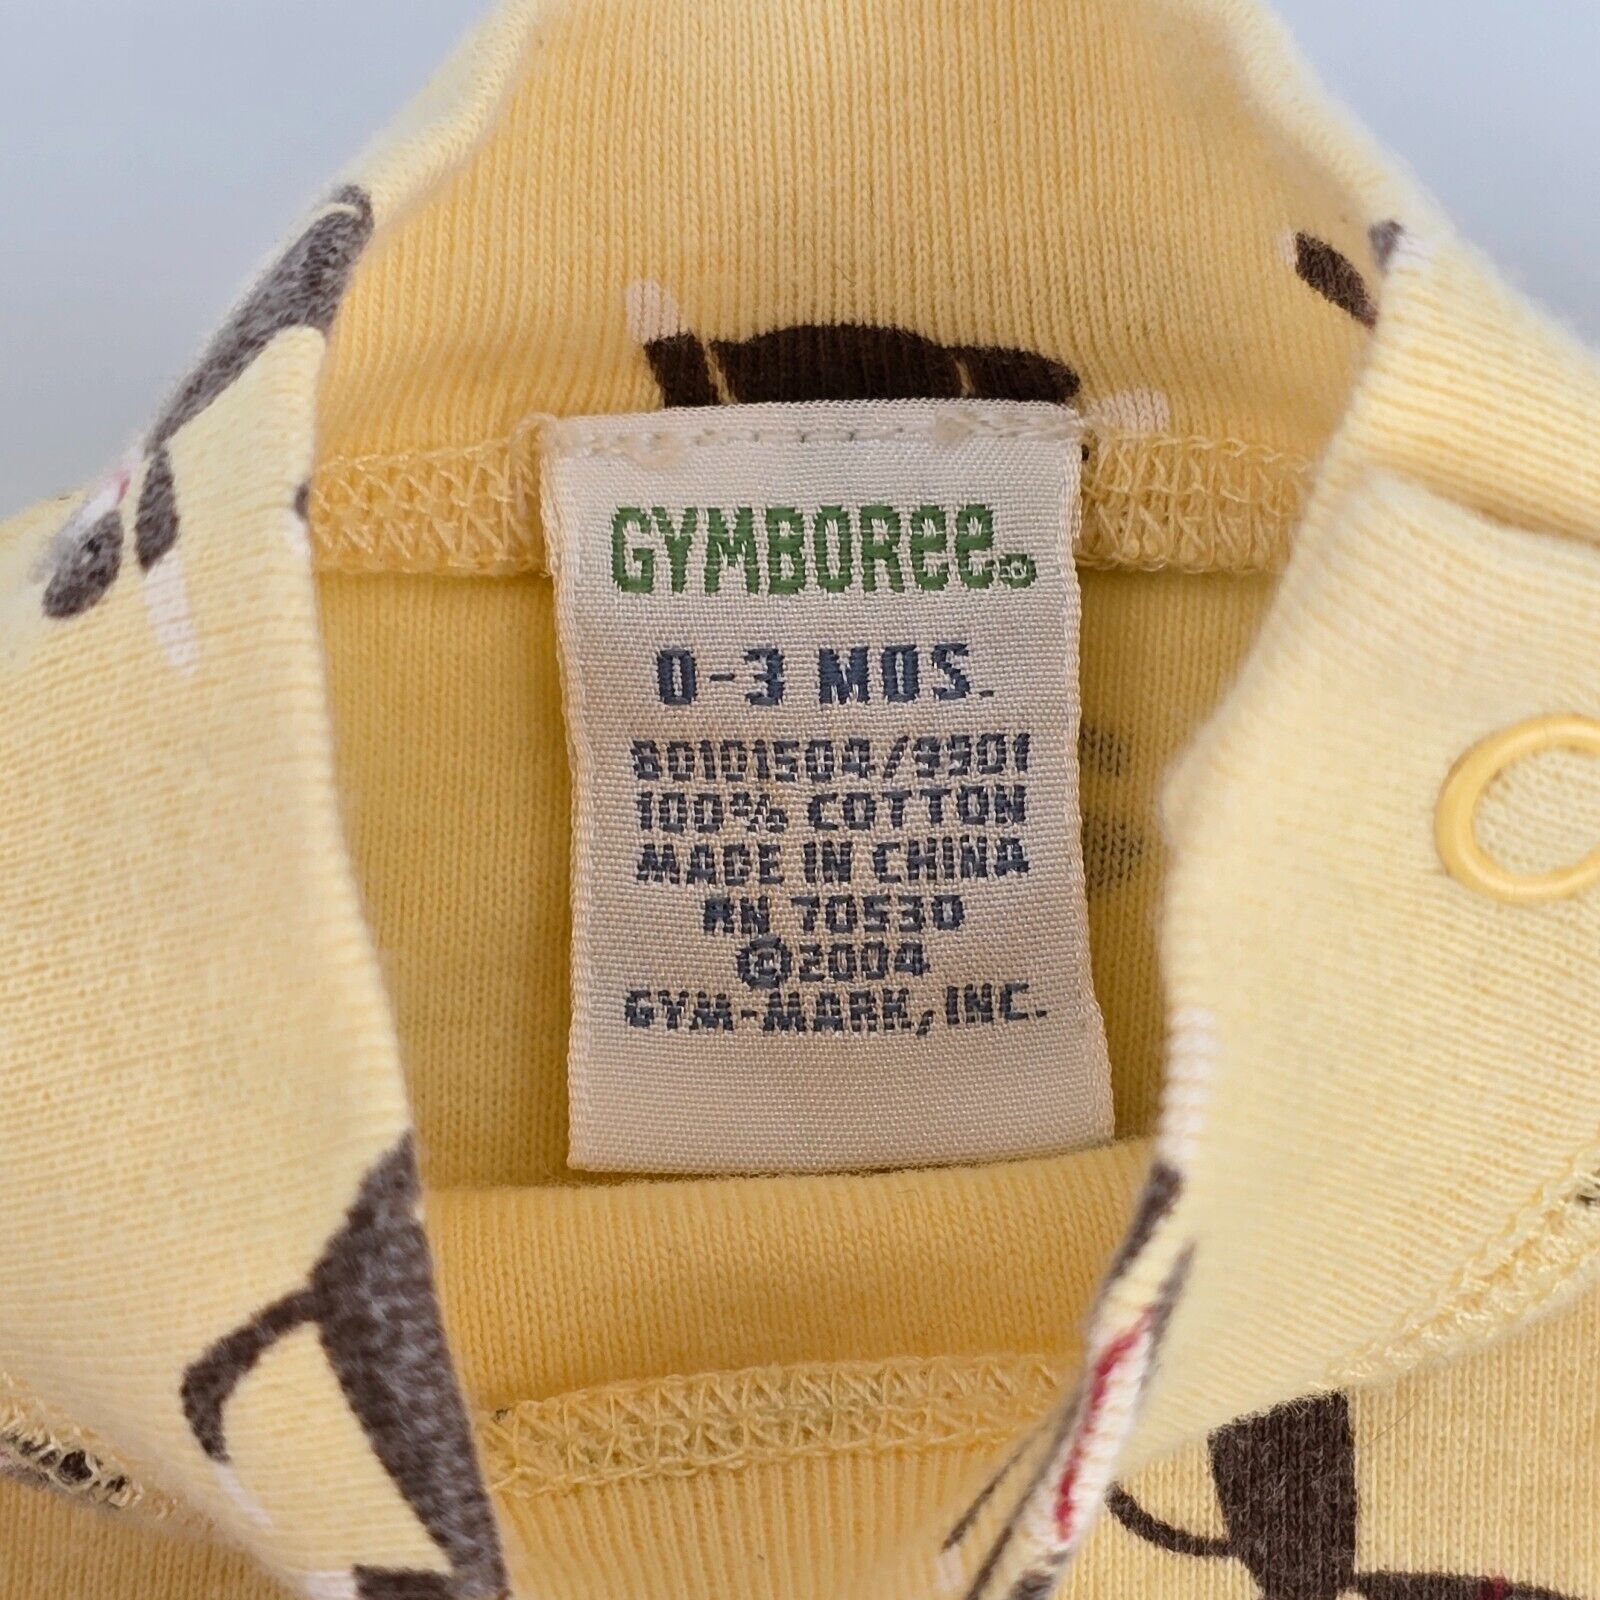 GYMBOREE®
0-3 MOS.
80101504/9901
100% COTTON
MADE IN CHINA
RN 70530
©2004
GYM-MARK, INC.